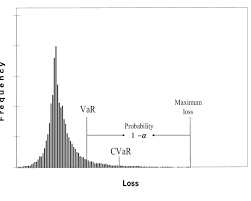 Frequency
VaR
Maximum
loss
Probability
1 -α
CVaR
Loss